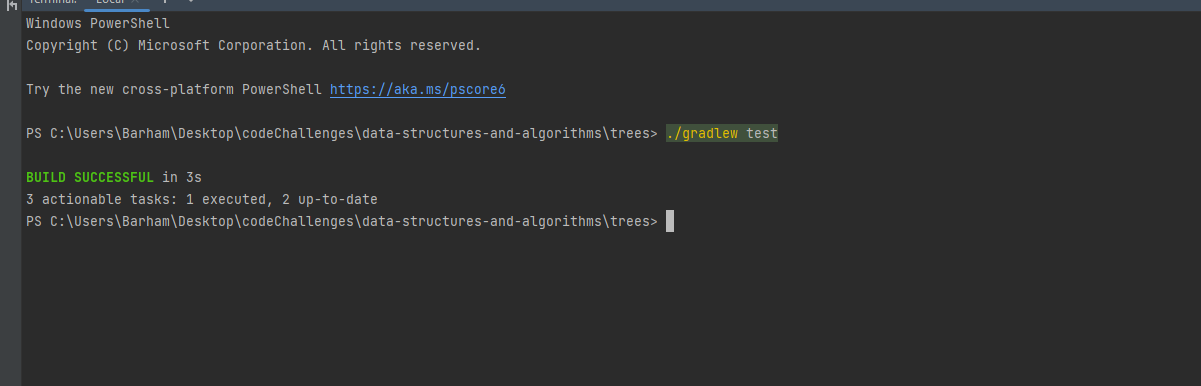 Terminal: Local
Windows PowerShell
Copyright (C) Microsoft Corporation. All rights reserved.
Try the new cross-platform PowerShell https://aka.ms/pscore6
PS C:\Users\Barham\Desktop\codeChallenges\data-structures-and-algorithms\trees> ./gradlew test
BUILD SUCCESSFUL in 3s
3 actionable tasks: 1 executed, 2 up-to-date
PS C:\Users\Barham\Desktop\codeChallenges\data-structures-and-algorithms\trees>